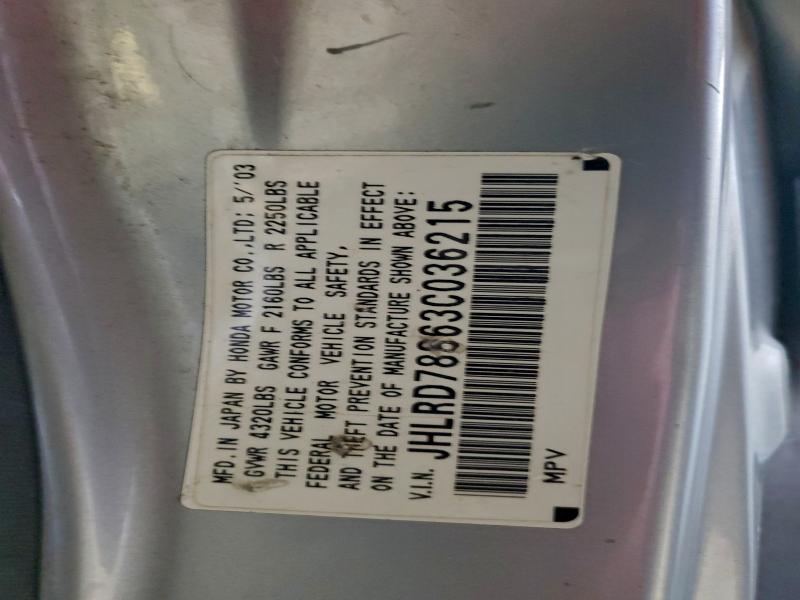 MFD. IN JAPAN BY HONDA MOTOR CO.,LTD; 5/'03
GVWR 4320LBS GAWR F 2160LBS R 2250LBS
THIS VEHICLE CONFORMS TO ALL APPLICABLE
FEDERAL MOTOR VEHICLE SAFETY,
AND THEFT PREVENTION STANDARDS IN EFFECT
ON THE DATE OF MANUFACTURE SHOWN ABOVE:
V.I.N. JHLRD78863C036215
MPV